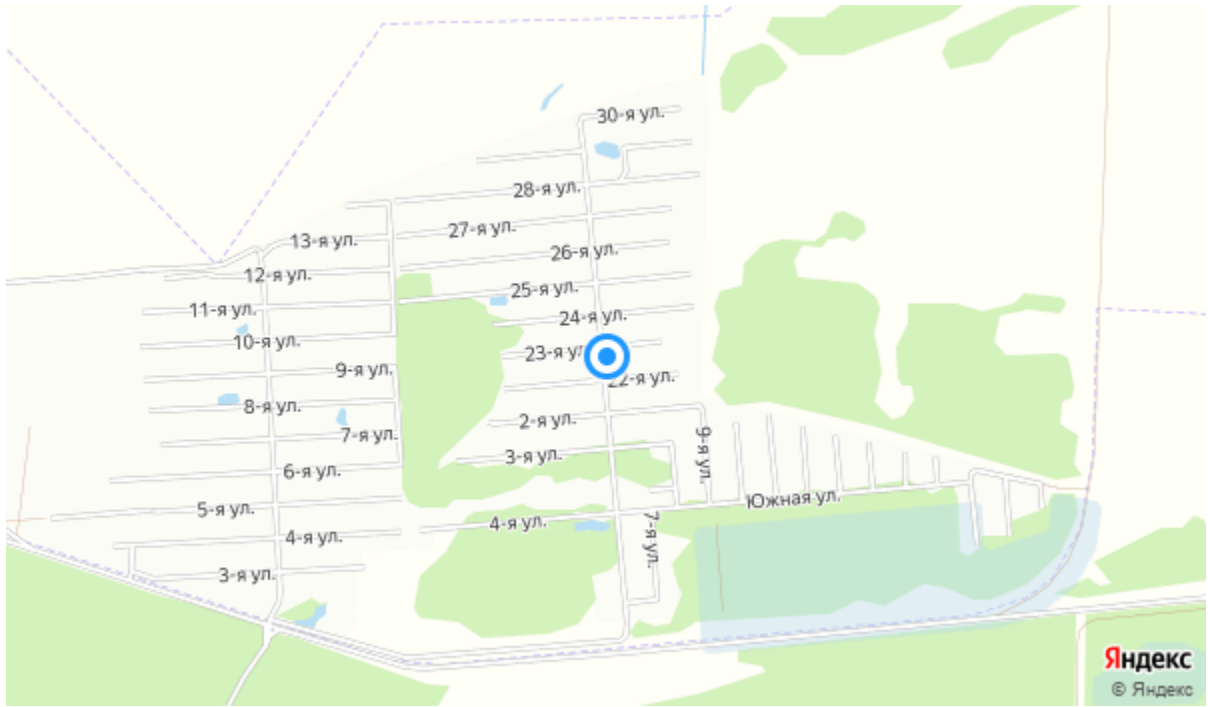 30-я ул.
28-я ул.
27-я ул.
13-я ул.
26-я ул.
12-я ул.
25-я ул.
11-я ул.
24-я ул.
10-я ул.
23-я ул
9-я ул.
22-я ул.
8-я ул.
2-я ул.
7-я ул.
9-я ул.
3-я ул.
6-я ул.
Южная ул.
5-я ул.
4-я ул.
7-я ул.
4-я ул.
3-я ул.
Яндекс
© Яндекс